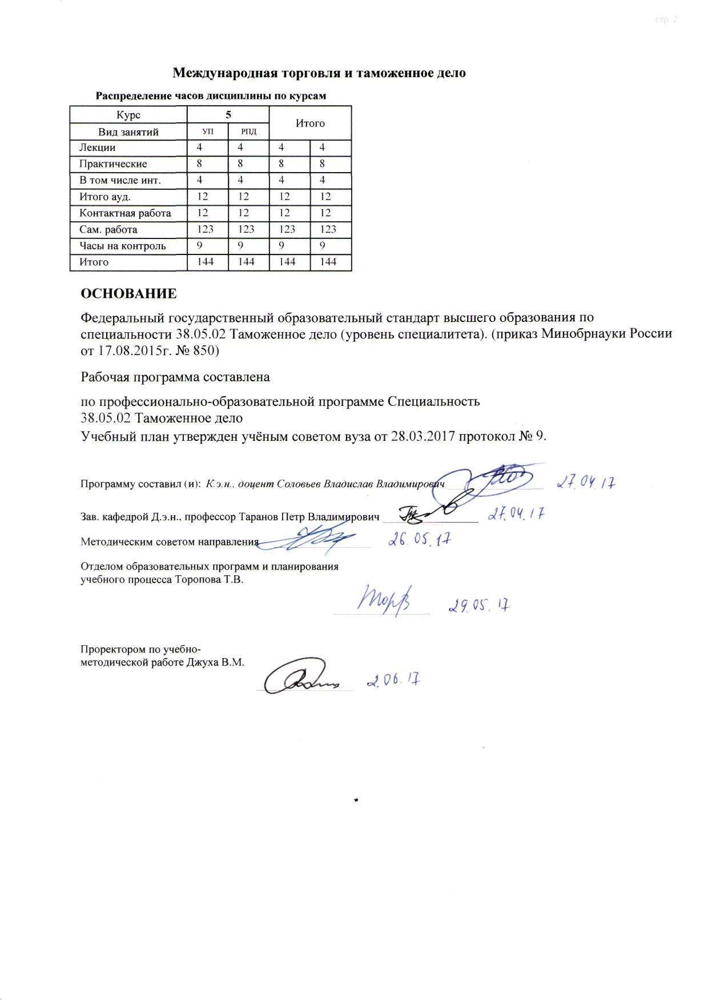 стр. 2
Международная торговля и таможенное дело
Распределение часов дисциплины по курсам
Курс 5 Итого
Вид занятий УП РПД
Лекции 4 4 4 4
Практические 8 8 8 8
В том числе инт. 4 4 4 4
Итого ауд. 12 12 12 12
Контактная работа 12 12 12 12
Сам. работа 123 123 123 123
Часы на контроль 9 9 9 9
Итого 144 144 144 144
ОСНОВАНИЕ
Федеральный государственный образовательный стандарт высшего образования по
специальности 38.05.02 Таможенное дело (уровень специалитета). (приказ Минобрнауки России
от 17.08.2015г. № 850)
Рабочая программа составлена
по профессионально-образовательной программе Специальность
38.05.02 Таможенное дело
Учебный план утвержден учёным советом вуза от 28.03.2017 протокол № 9.
Программу составил (и): К.э.н., доцент Соловьев Владислав Владимирович 27.04.17
Зав. кафедрой Д.э.н., профессор Таранов Петр Владимирович 27.04.17
Методическим советом направления 26.05.17
Отделом образовательных программ и планирования
учебного процесса Торопова Т.В.
29.05.17
Проректором по учебно-
методической работе Джуха В.М.
2.06.17